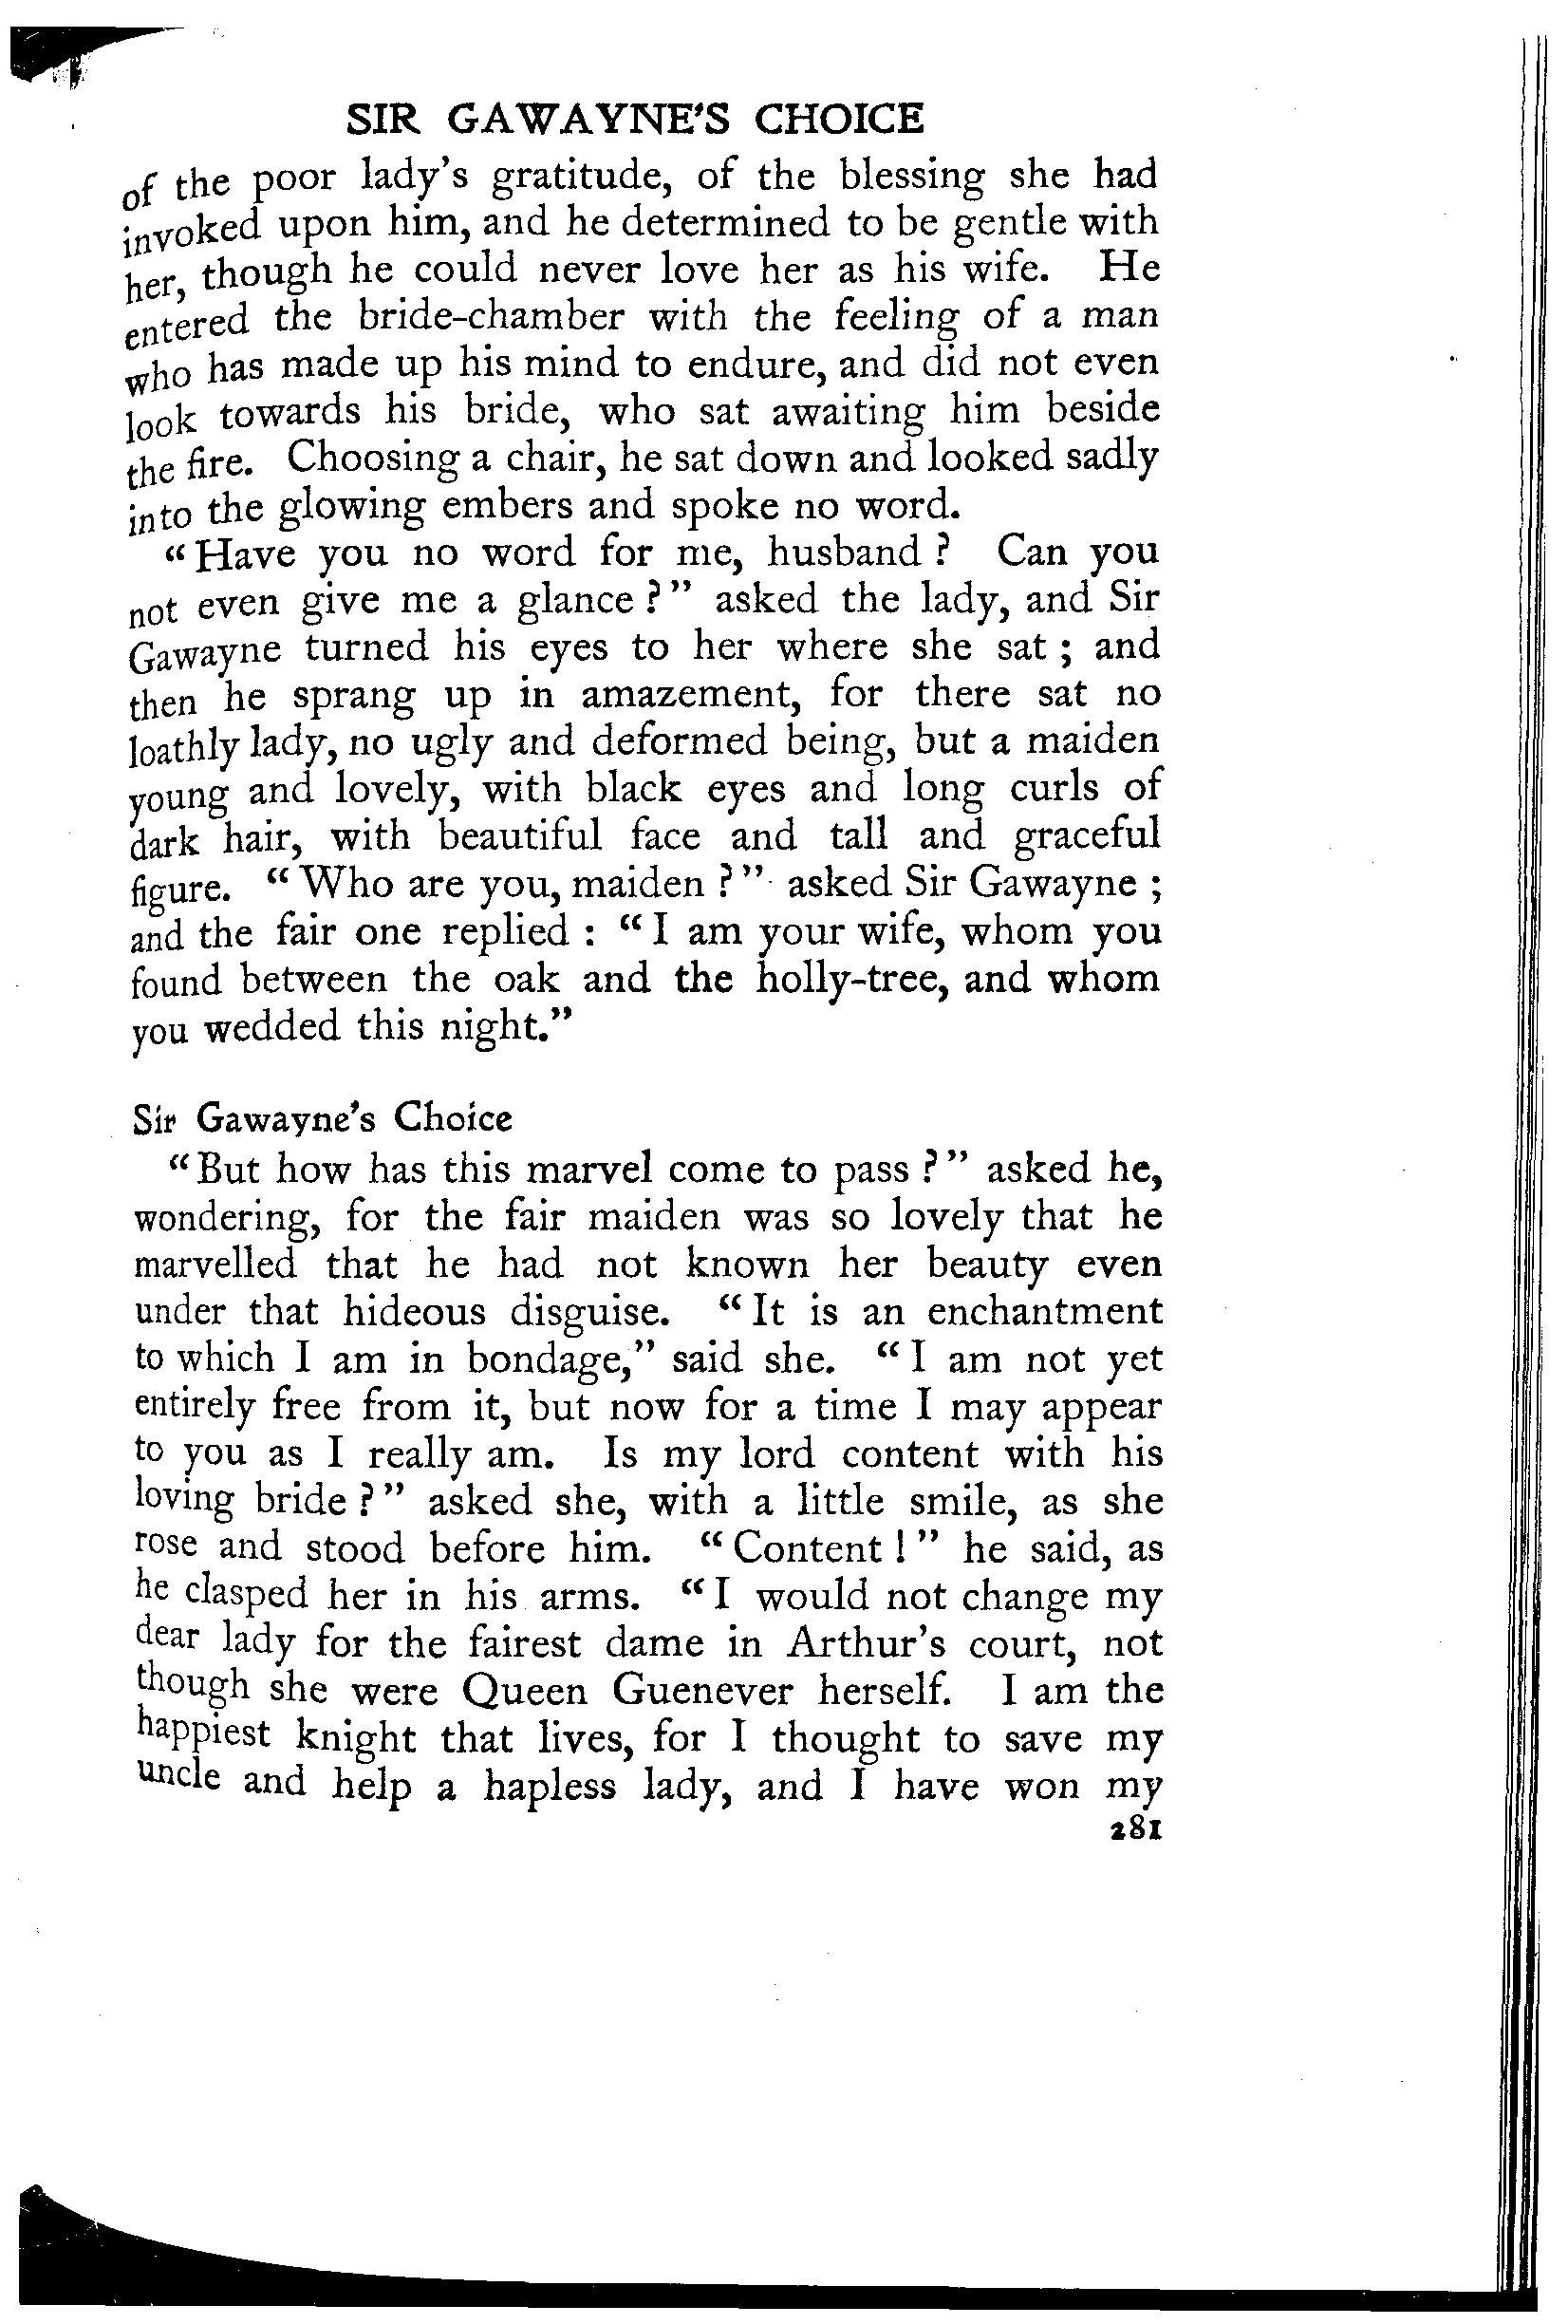 SIR GAWAYNE'S CHOICE
of the poor lady's gratitude, of the blessing she had
invoked upon him, and he determined to be gentle with
her, though he could never love her as his wife. He
entered the bride-chamber with the feeling of a man
who has made up his mind to endure, and did not even
look towards his bride, who sat awaiting him beside
the fire. Choosing a chair, he sat down and looked sadly
into the glowing embers and spoke no word.
"Have you no word for me, husband ? Can you
not even give me a glance ?" asked the lady, and Sir
Gawayne turned his eyes to her where she sat ; and
then he sprang up in amazement, for there sat no
loathly lady, no ugly and deformed being, but a maiden
young and lovely, with black eyes and long curls of
dark hair, with beautiful face and tall and graceful
figure. "Who are you, maiden ?" asked Sir Gawayne ;
and the fair one replied : "I am your wife, whom you
found between the oak and the holly-tree, and whom
you wedded this night."
Sir Gawayne's Choice
"But how has this marvel come to pass ?" asked he,
wondering, for the fair maiden was so lovely that he
marvelled that he had not known her beauty even
under that hideous disguise. "It is an enchantment
to which I am in bondage," said she. "I am not yet
entirely free from it, but now for a time I may appear
to you as I really am. Is my lord content with his
loving bride ?" asked she, with a little smile, as she
rose and stood before him. "Content !" he said, as
he clasped her in his arms. "I would not change my
dear lady for the fairest dame in Arthur's court, not
though she were Queen Guenever herself. I am the
happiest knight that lives, for I thought to save my
uncle and help a hapless lady, and I have won my
281